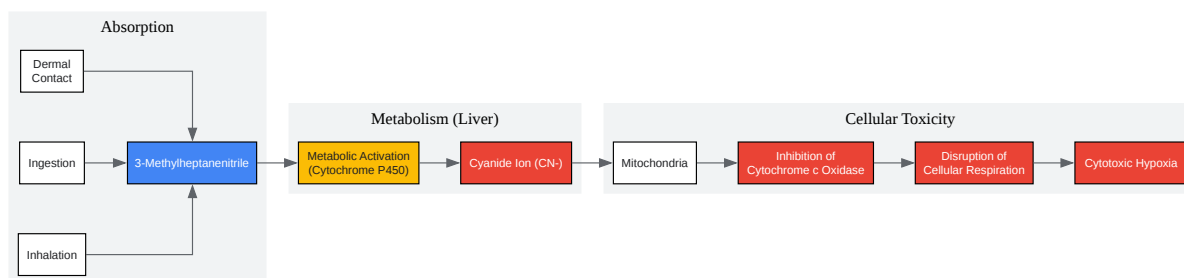 Absorption
Dermal
Contact
Ingestion
3-Methylheptanenitrile
Inhalation
Metabolism (Liver)
Metabolic Activation
(Cytochrome P450)
Cyanide Ion (CN-)
Cellular Toxicity
Mitochondria
Inhibition of
Cytochrome c Oxidase
Disruption of
Cellular Respiration
Cytotoxic Hypoxia